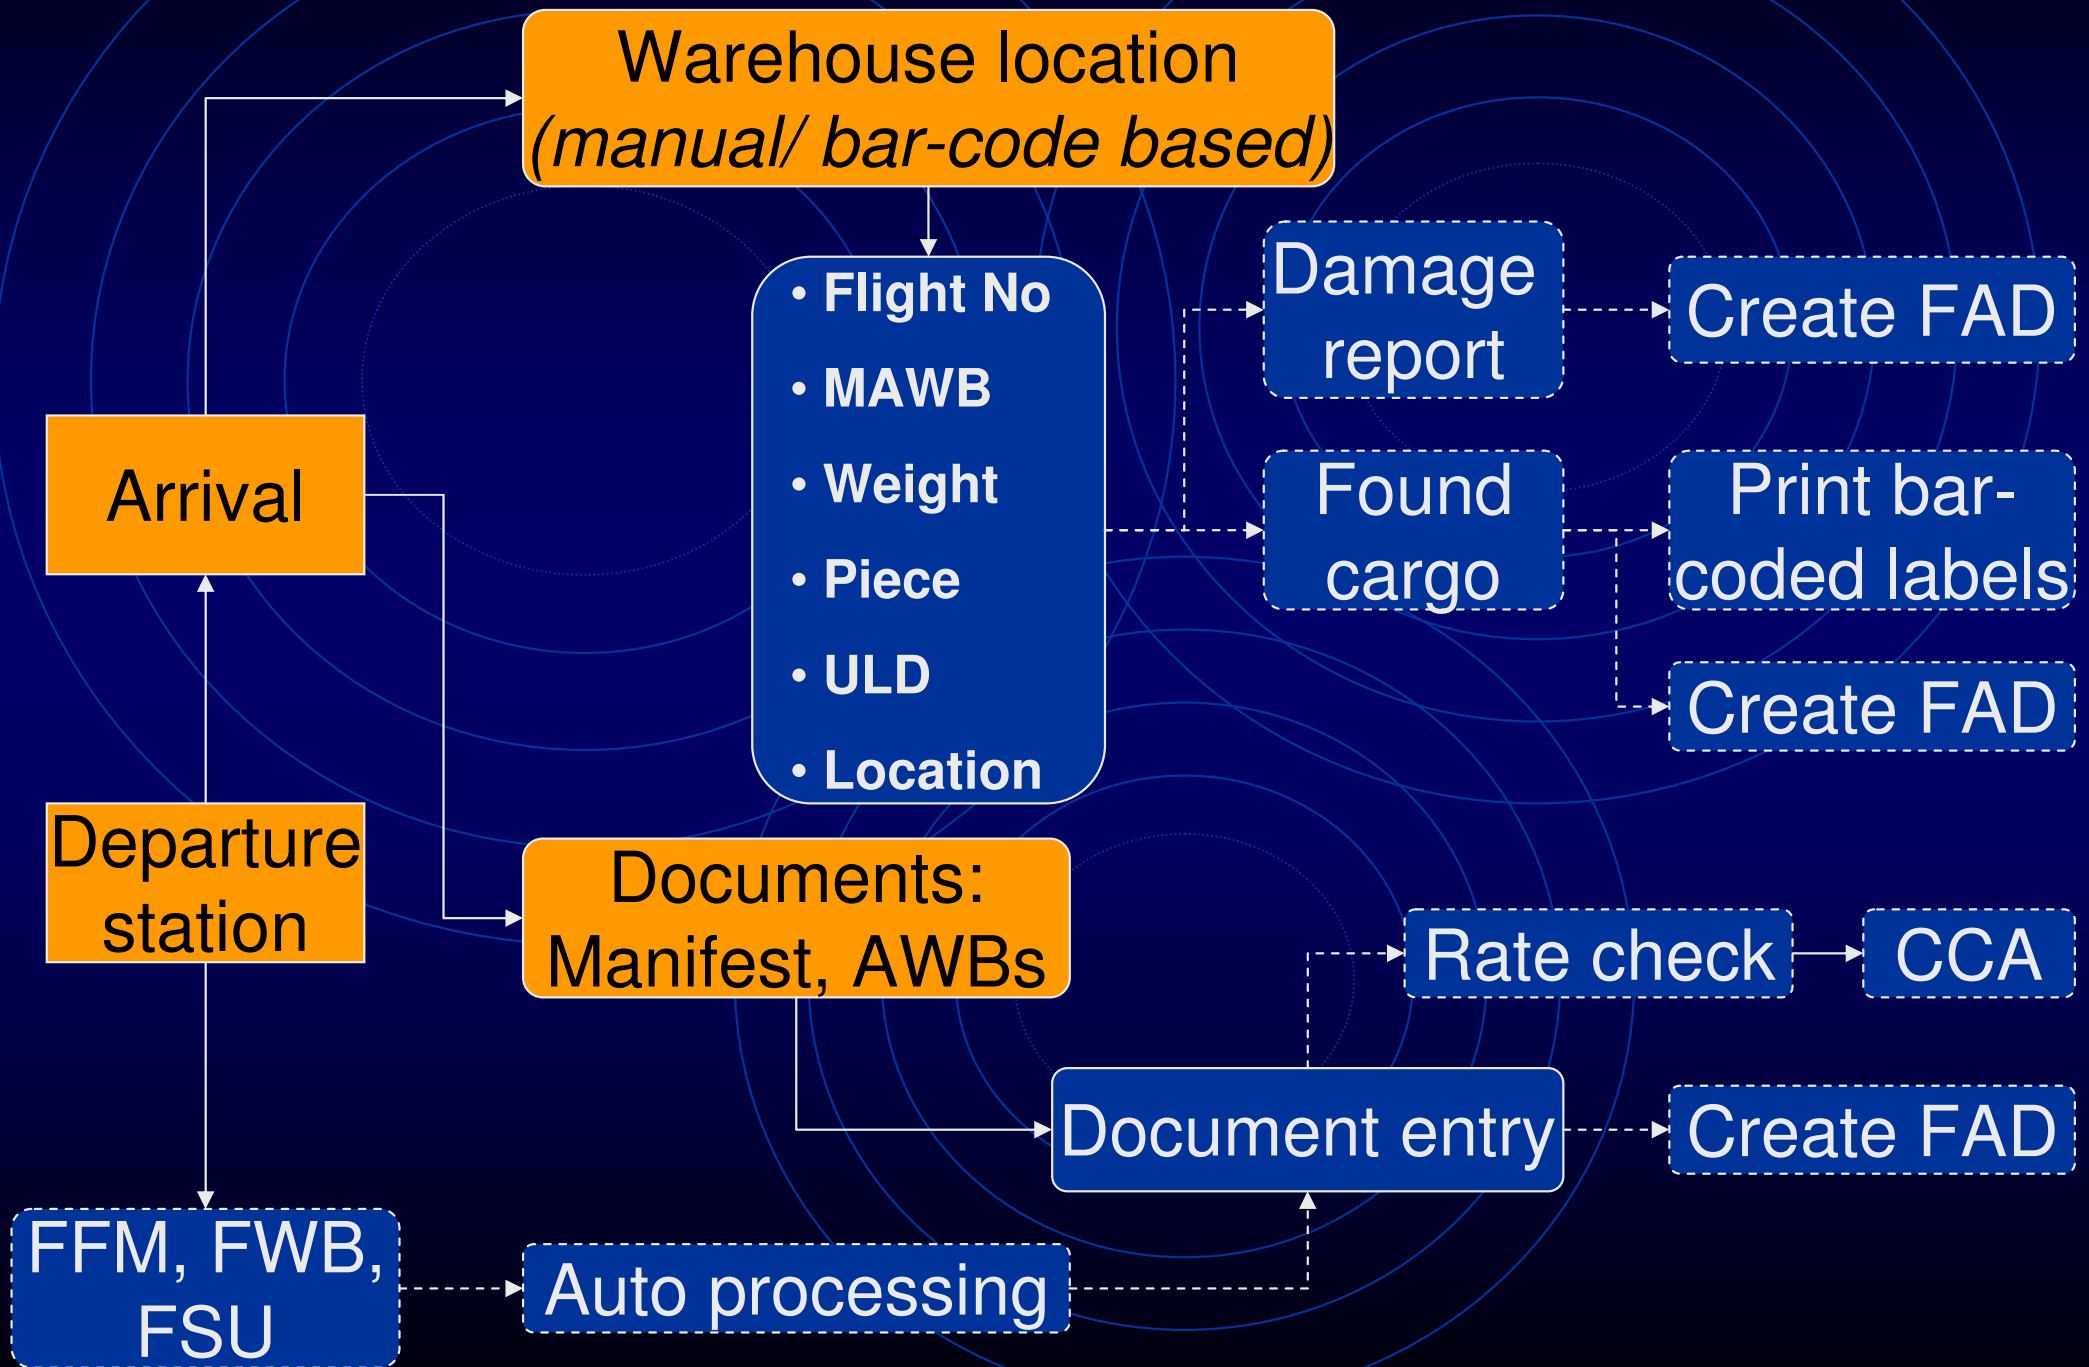 Warehouse location
(manual/ bar-code based)
• Flight No
• MAWB
• Weight
• Piece
• ULD
• Location
Damage
report
Create FAD
Found
cargo
Print bar-
coded labels
Create FAD
Arrival
Departure
station
Documents:
Manifest, AWBs
Rate check
CCA
Document entry
Create FAD
FFM, FWB,
FSU
Auto processing